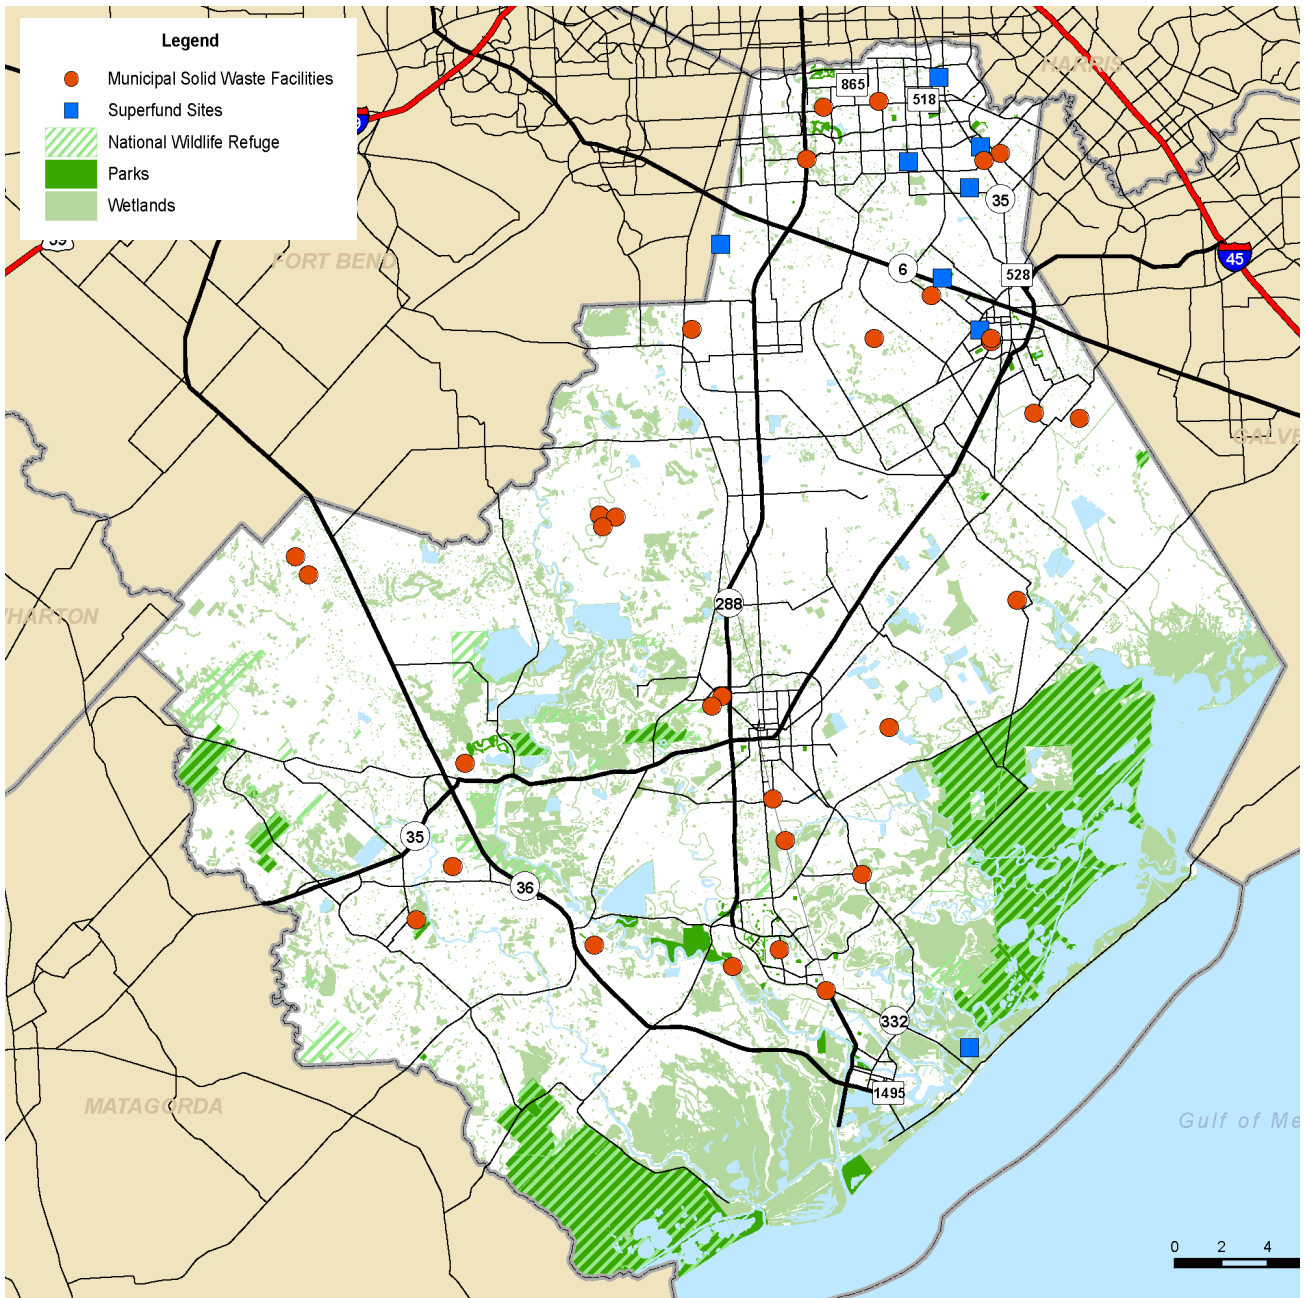 Legend
Municipal Solid Waste Facilities
Superfund Sites
National Wildlife Refuge
Parks
Wetlands
HARRIS
865
518
35
FORT BEND
6
528
45
GALVE
WHARTON
288
35
36
332
1495
MATAGORDA
Gulf of Me
0 2 4